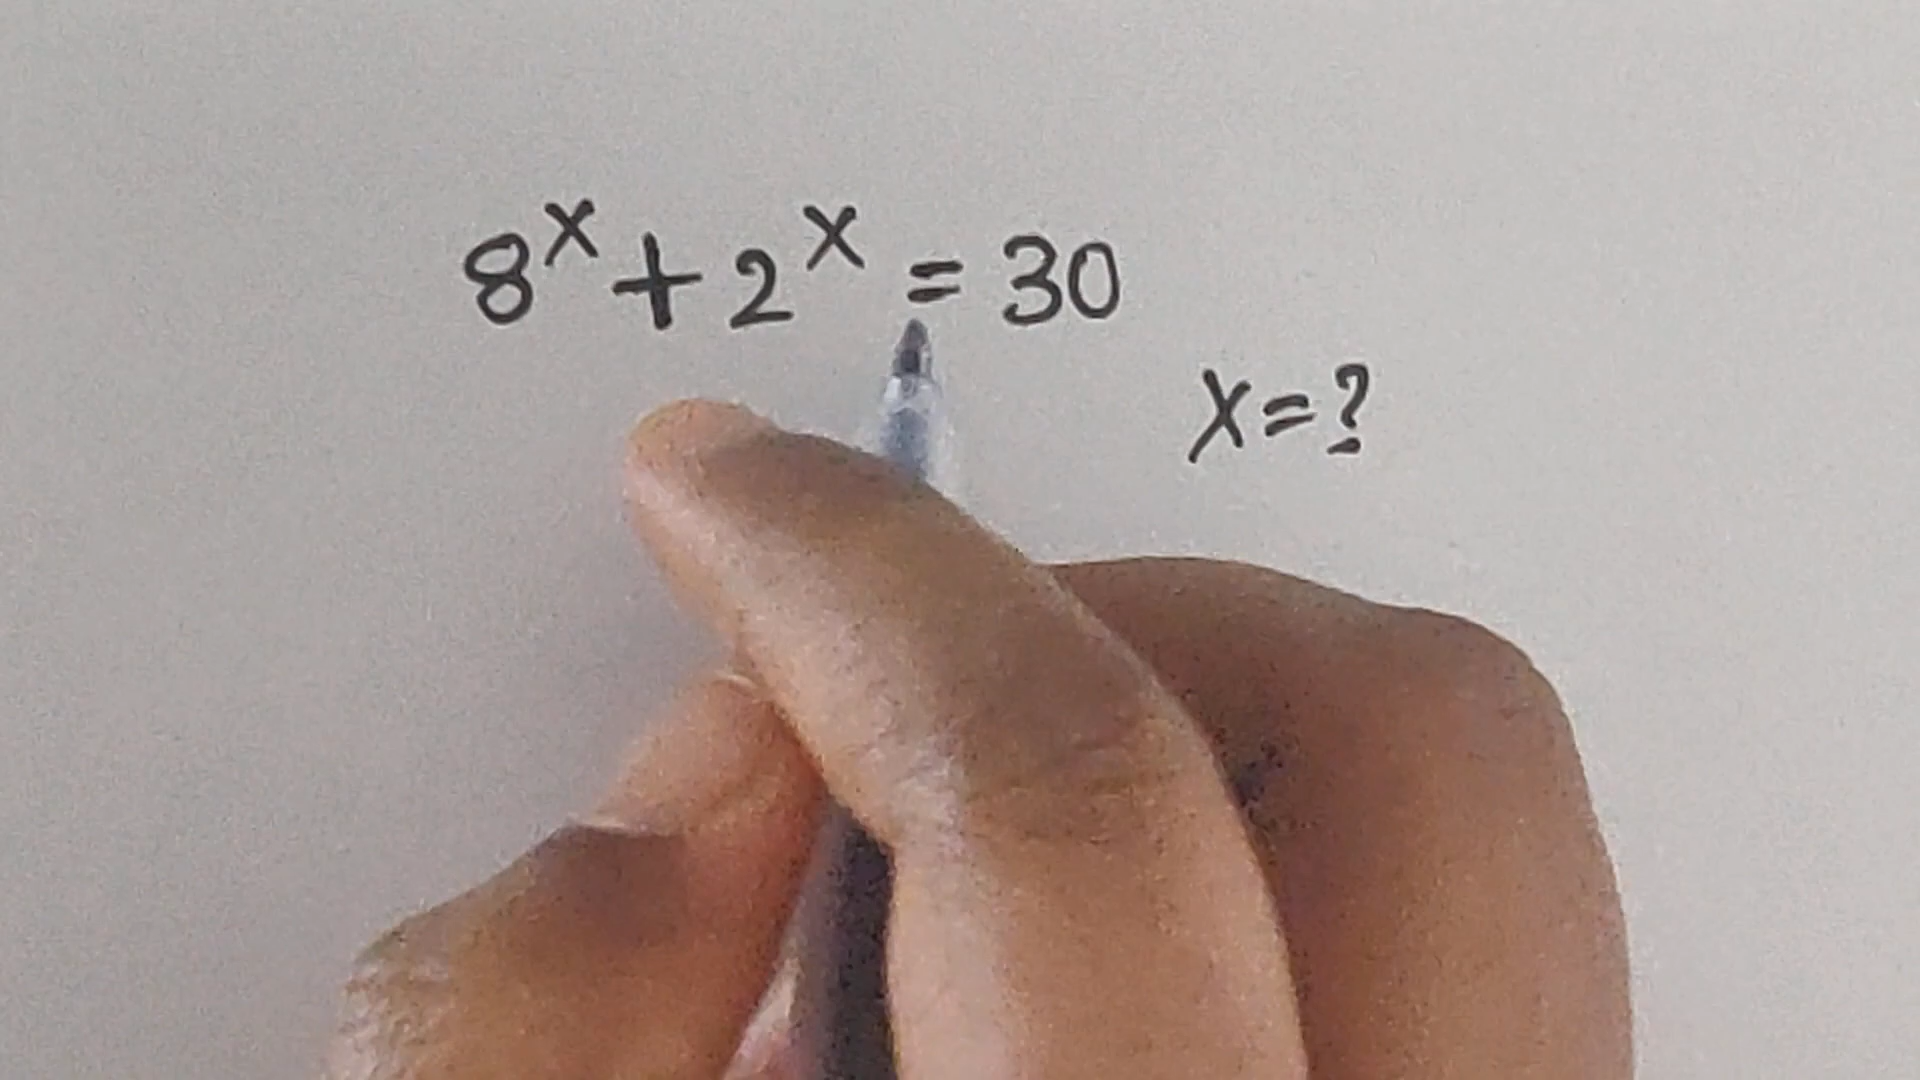 8^x + 2^x = 30
x = ?